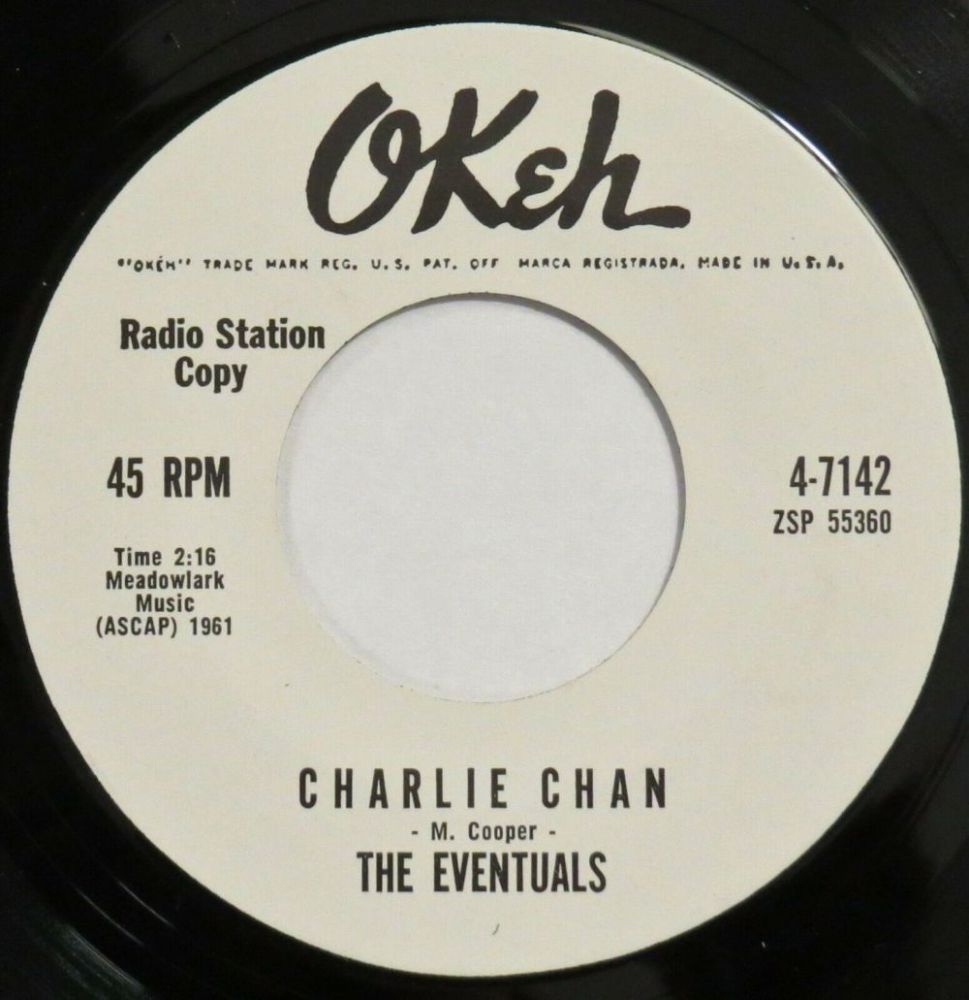 OKeh
"OKÉH" TRADE MARK REG. U.S. PAT. OFF MARCA REGISTRADA. MADE IN U.S.A.
Radio Station
Copy
45 RPM
4-7142
ZSP 55360
Time 2:16
Meadowlark
Music
(ASCAP) 1961
CHARLIE CHAN
- M. Cooper -
THE EVENTUALS